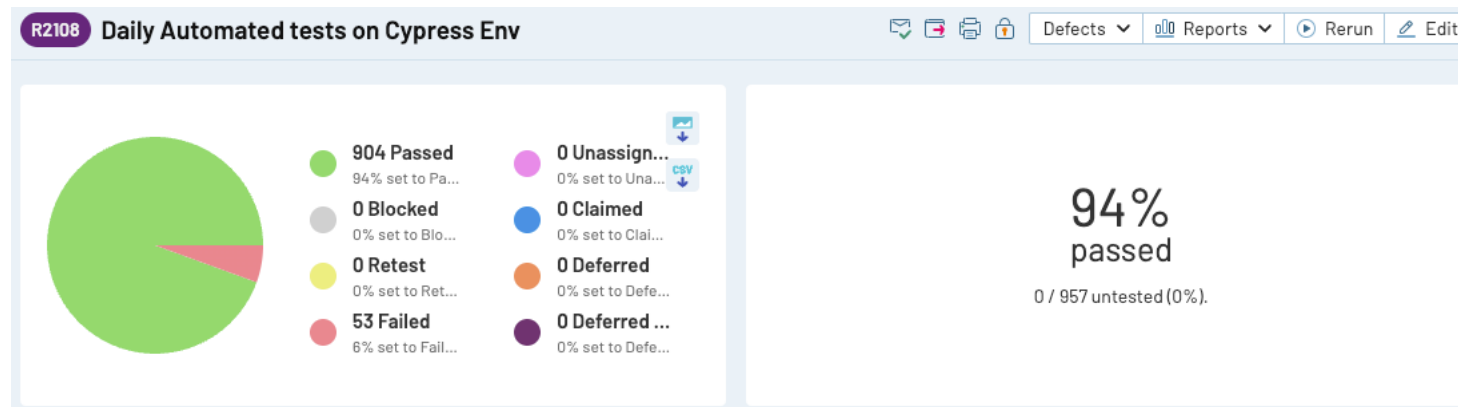 R2108 Daily Automated tests on Cypress Env
Defects
Reports
Rerun
Edit
904 Passed
94% set to Pa...
0 Blocked
0% set to Blo...
0 Retest
0% set to Ret...
53 Failed
6% set to Fail...
0 Unassign...
0% set to Una...
0 Claimed
0% set to Clai...
0 Deferred
0% set to Defe...
0 Deferred ...
0% set to Defe...
CSV
94%
passed
0 / 957 untested (0%).